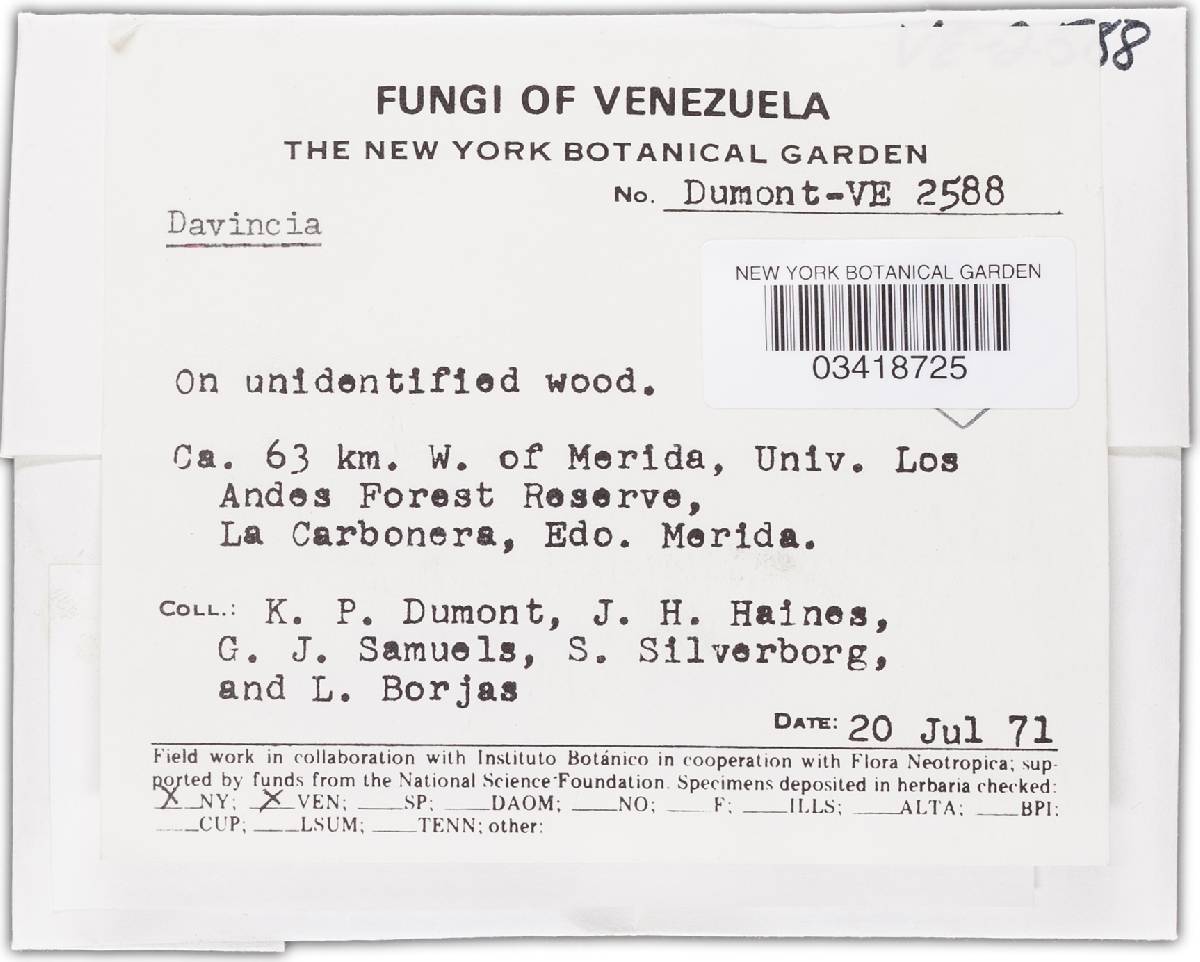 FUNGI OF VENEZUELA
THE NEW YORK BOTANICAL GARDEN
No. Dumont-VE 2588
Davincia
NEW YORK BOTANICAL GARDEN
03418725
On unidentified wood.
Ca. 63 km. W. of Merida, Univ. Los
Andes Forest Reserve,
La Carbonera, Edo. Merida.
COLL.: K. P. Dumont, J. H. Haines,
G. J. Samuels, S. Silverborg,
and L. Borjas
DATE: 20 Jul 71
Field work in collaboration with Instituto Botánico in cooperation with Flora Neotropica; sup-
ported by funds from the National Science Foundation. Specimens deposited in herbaria checked:
X NY; X VEN; ___SP; ___DAOM; ___NO; ___F; ___ILLS; ___ALTA; ___BPI;
___CUP; ___LSUM; ___TENN; other: